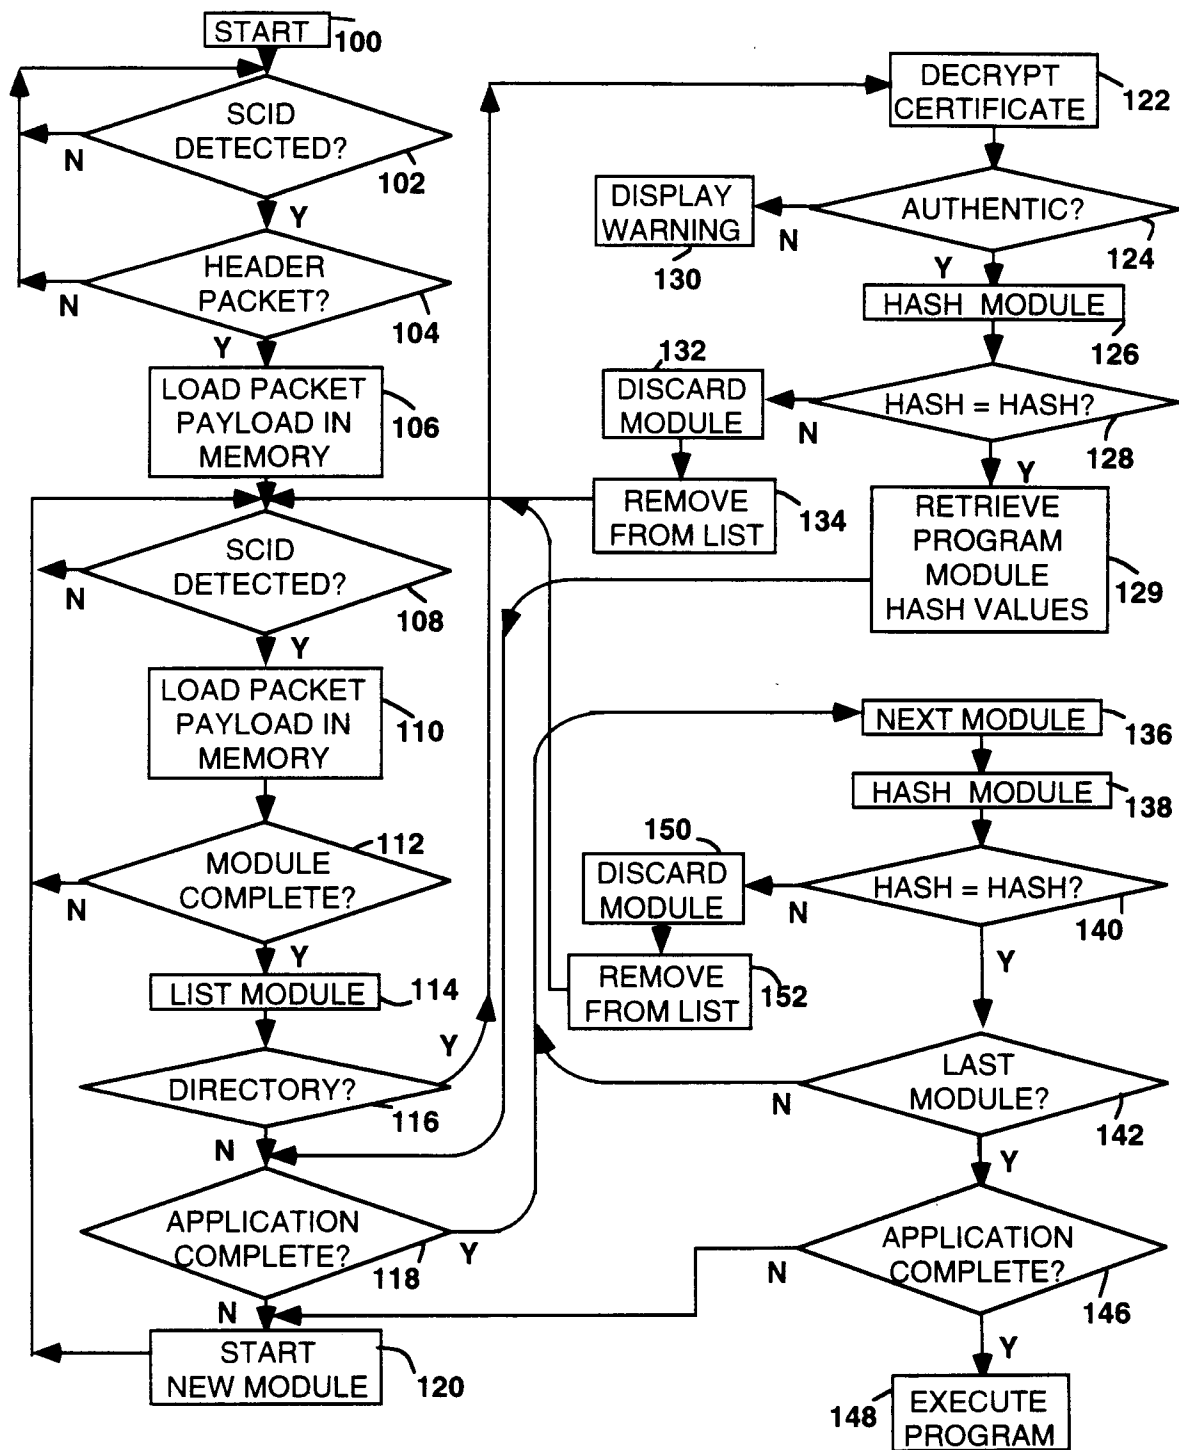 START
100
SCID
DETECTED?
102
N
Y
HEADER
PACKET?
104
N
Y
LOAD PACKET
PAYLOAD IN
MEMORY
106
SCID
DETECTED?
108
N
Y
LOAD PACKET
PAYLOAD IN
MEMORY
110
112
MODULE
COMPLETE?
N
Y
LIST MODULE
114
DIRECTORY?
116
Y
N
APPLICATION
COMPLETE?
118
Y
N
START
NEW MODULE
120
DECRYPT
CERTIFICATE
122
AUTHENTIC?
124
N
Y
DISPLAY
WARNING
130
HASH MODULE
126
HASH = HASH?
128
N
Y
132
DISCARD
MODULE
REMOVE
FROM LIST
134
RETRIEVE
PROGRAM
MODULE
HASH VALUES
129
NEXT MODULE
136
HASH MODULE
138
HASH = HASH?
140
N
Y
150
DISCARD
MODULE
REMOVE
FROM LIST
152
LAST
MODULE?
142
N
Y
APPLICATION
COMPLETE?
146
N
Y
148
EXECUTE
PROGRAM